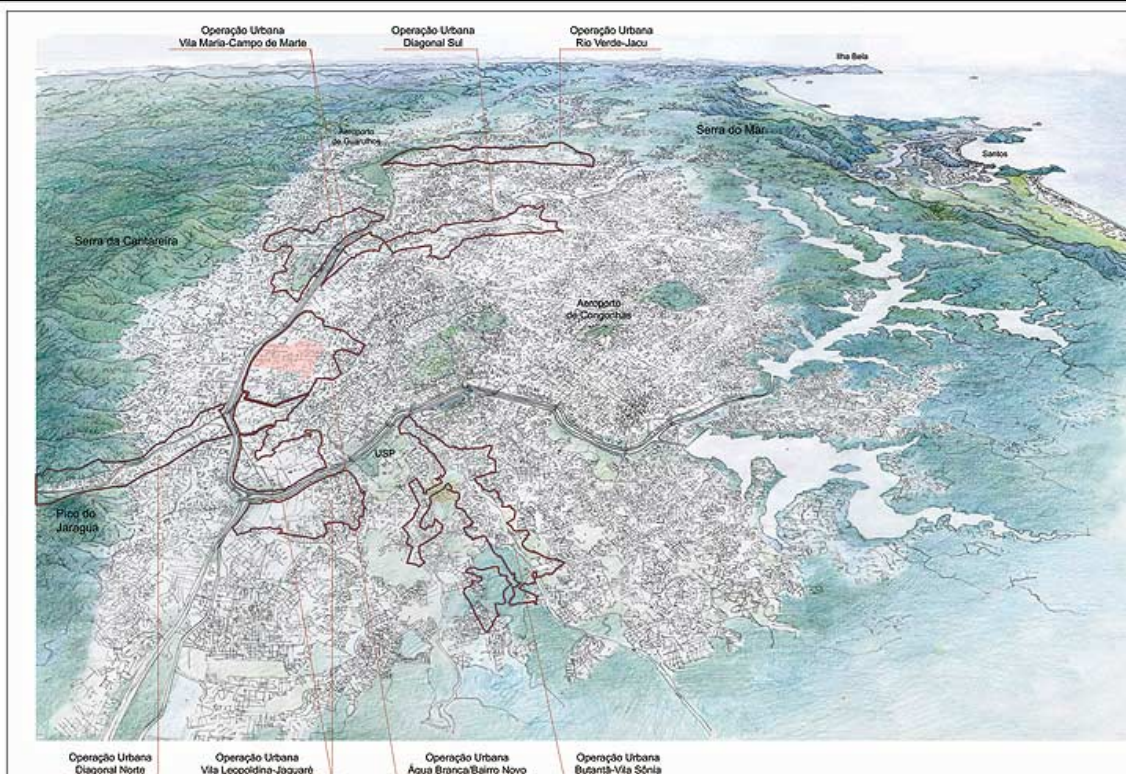 Operação Urbana
Vila Maria-Campo de Marte
Operação Urbana
Diagonal Sul
Operação Urbana
Rio Verde-Jacu
Ilha Bela
Aeroporto
de Guarulhos
Serra do Mar
Santos
Serra da Cantareira
Aeroporto
de Congonhas
USP
Pico do
Jaraguá
Operação Urbana
Diagonal Norte
Operação Urbana
Vila Leopoldina-Jaguaré
Operação Urbana
Água Branca/Bairro Novo
Operação Urbana
Butantã-Vila Sônia